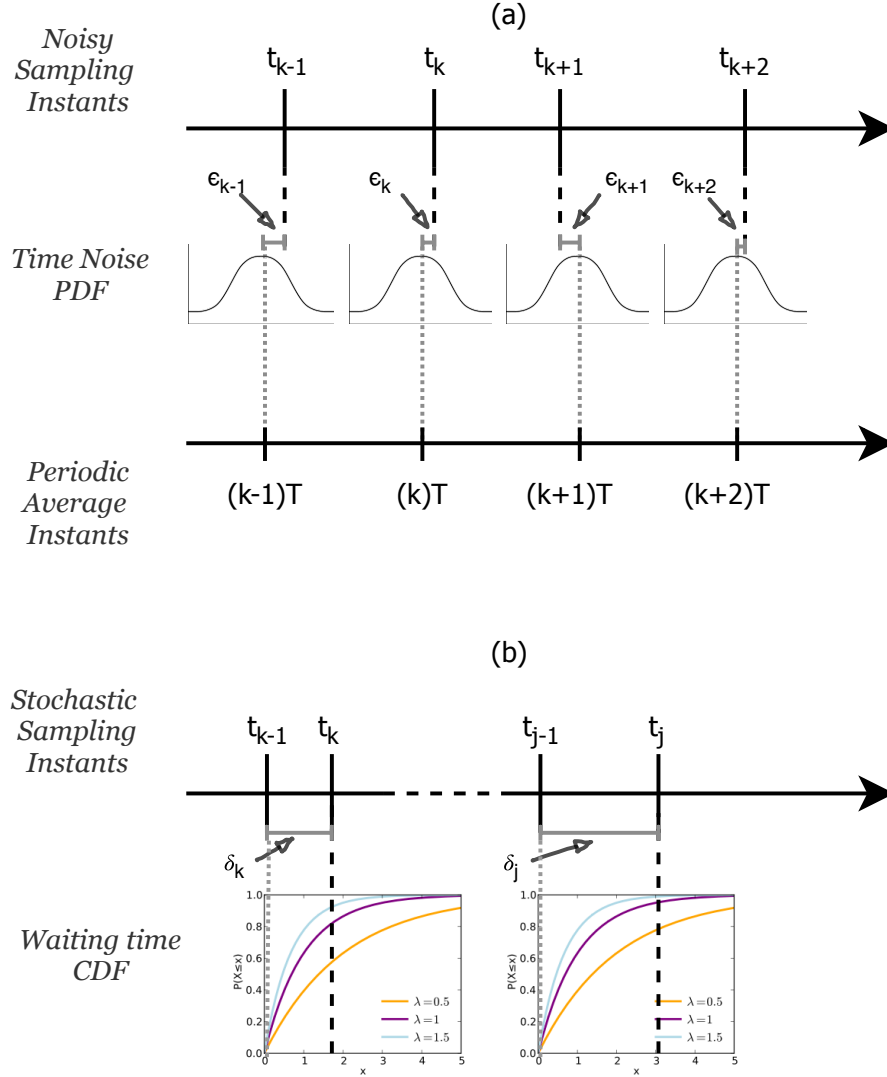 (a)
Noisy
Sampling
Instants
t_{k-1} t_k t_{k+1} t_{k+2}
ϵ_{k-1} ϵ_k ϵ_{k+1} ϵ_{k+2}
Time Noise
PDF
(k-1)T (k)T (k+1)T (k+2)T
Periodic
Average
Instants
(b)
Stochastic
Sampling
Instants
t_{k-1} t_k t_{j-1} t_j
δ_k δ_j
Waiting time
CDF
P(X≤x)
1.0
0.8
0.6
0.4
0.2
0.0
λ=0.5
λ=1
λ=1.5
0 1 2 3 4 5
x
P(X≤x)
1.0
0.8
0.6
0.4
0.2
0.0
λ=0.5
λ=1
λ=1.5
0 1 2 3 4 5
x